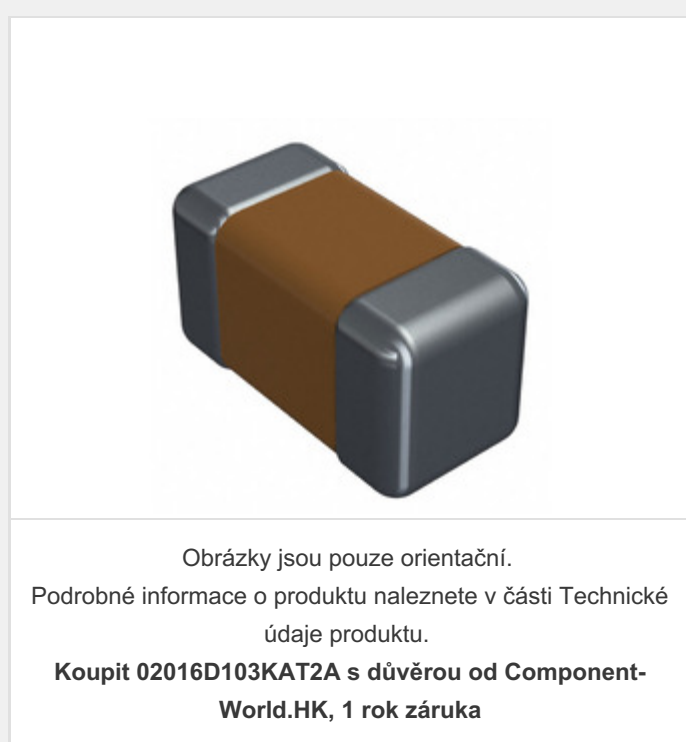 Obrázky jsou pouze orientační.
Podrobné informace o produktu naleznete v části Technické
údaje produktu.
Koupit 02016D103KAT2A s důvěrou od Component-
World.HK, 1 rok záruka